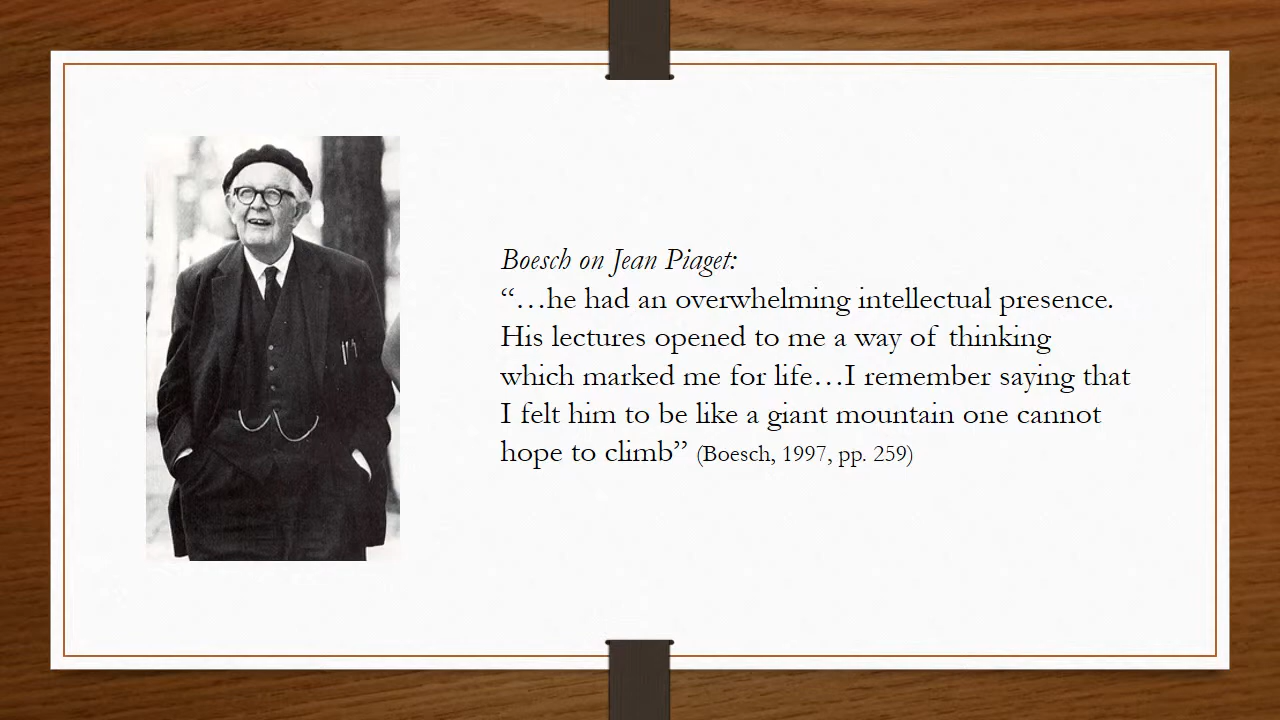 Boesch on Jean Piaget:
“…he had an overwhelming intellectual presence.
His lectures opened to me a way of thinking
which marked me for life…I remember saying that
I felt him to be like a giant mountain one cannot
hope to climb” (Boesch, 1997, pp. 259)